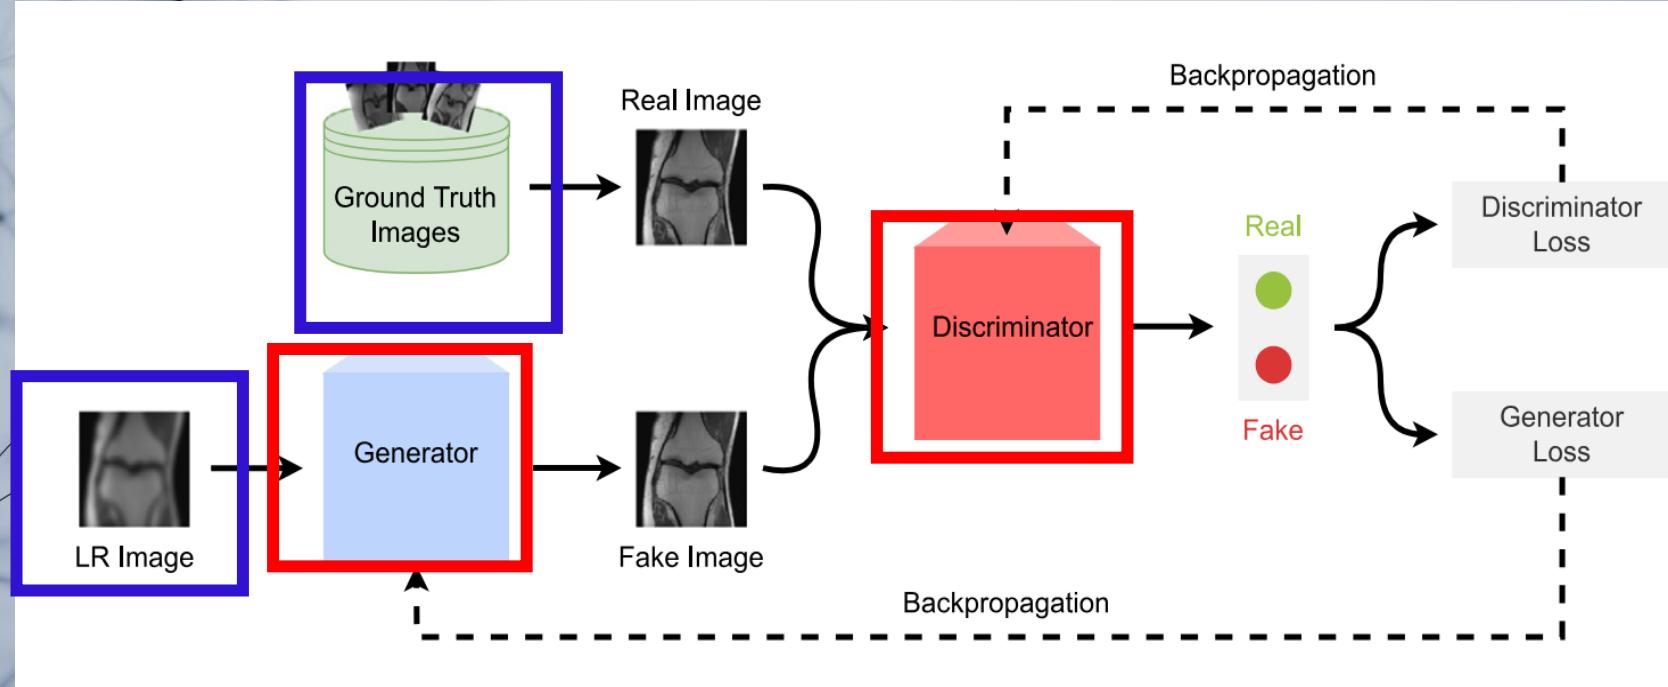 Backpropagation
Real Image
Ground Truth
Images
Discriminator
Loss
Real
Discriminator
Fake
Generator
Loss
Generator
LR Image
Fake Image
Backpropagation